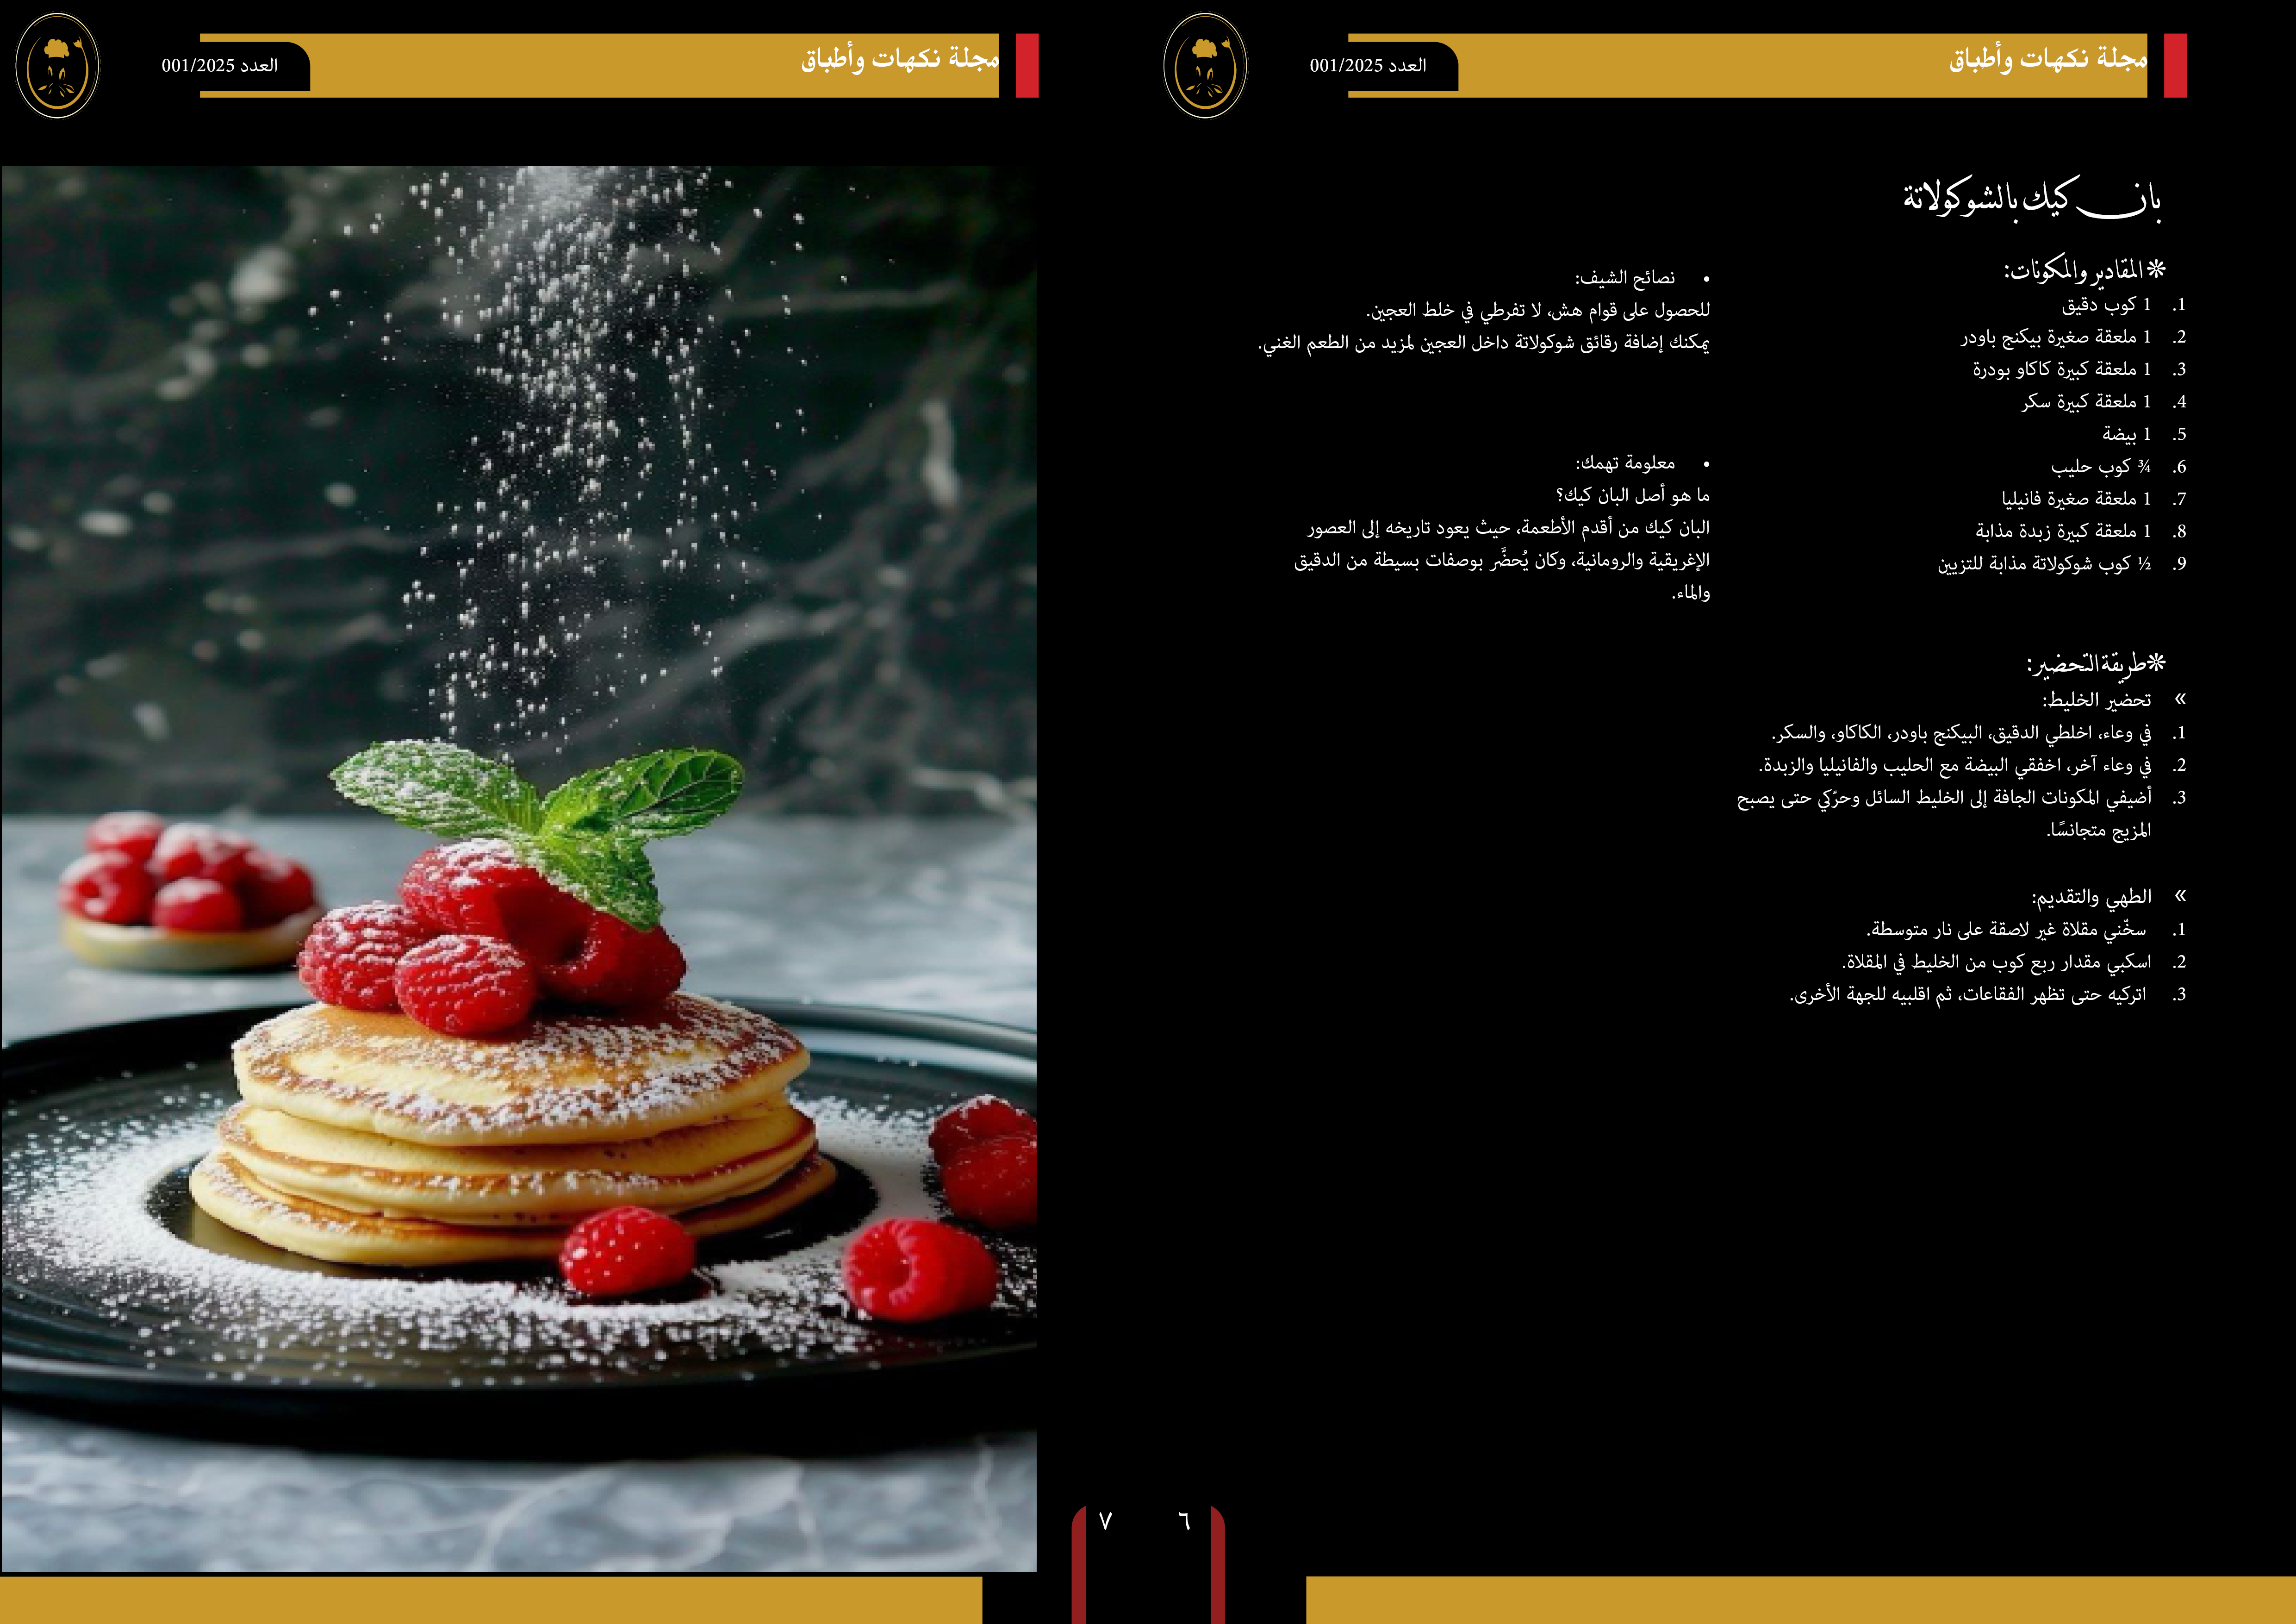 مجلة نكهات وأطباق
العدد 001/2025
بان كيك بالشوكولاتة
❊المقادير والمكونات:
1. 1 كوب دقيق
2. 1 ملعقة صغيرة بيكنج باودر
3. 1 ملعقة كبيرة كاكاو بودرة
4. 1 ملعقة كبيرة سكر
5. 1 بيضة
6. ¾ كوب حليب
7. 1 ملعقة صغيرة فانيليا
8. 1 ملعقة كبيرة زبدة مذابة
9. ½ كوب شوكولاتة مذابة للتزيين
❊طريقة التحضير:
» تحضير الخليط:
1. في وعاء، اخلطي الدقيق، البيكنج باودر، الكاكاو، والسكر.
2. في وعاء آخر، اخفقي البيضة مع الحليب والفانيليا والزبدة.
3. أضيفي المكونات الجافة إلى الخليط السائل وحرّكي حتى يصبح
المزيج متجانسًا.
» الطهي والتقديم:
1. سخّني مقلاة غير لاصقة على نار متوسطة.
2. اسكبي مقدار ربع كوب من الخليط في المقلاة.
3. اتركيه حتى تظهر الفقاعات، ثم اقلبيه للجهة الأخرى.
• نصائح الشيف:
للحصول على قوام هش، لا تفرطي في خلط العجين.
يمكنك إضافة رقائق شوكولاتة داخل العجين لمزيد من الطعم الغني.
• معلومة تهمك:
ما هو أصل البان كيك؟
البان كيك من أقدم الأطعمة، حيث يعود تاريخه إلى العصور
الإغريقية والرومانية، وكان يُحضَّر بوصفات بسيطة من الدقيق
والماء.
٦
مجلة نكهات وأطباق
العدد 001/2025
٧